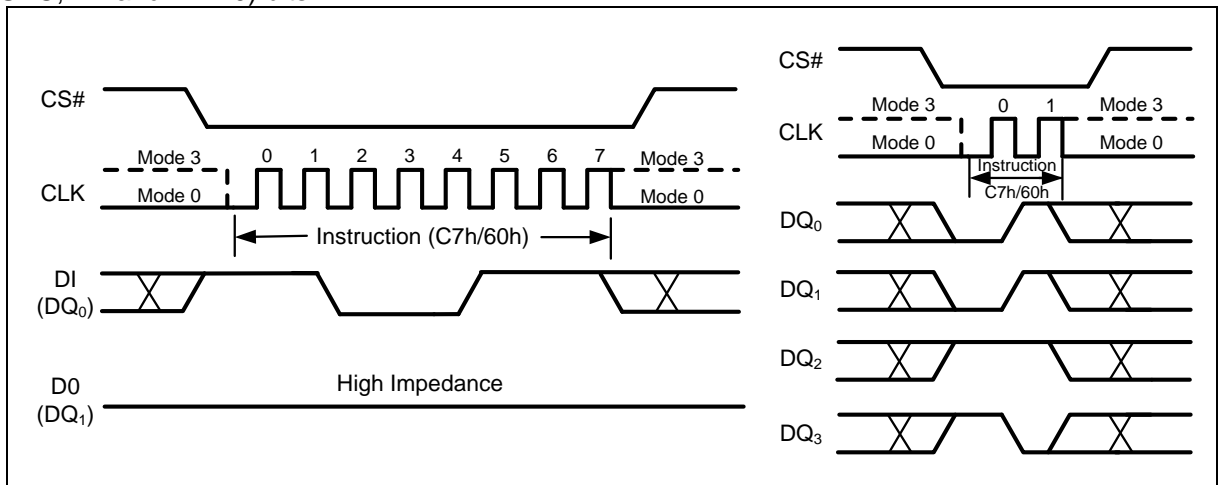 CS#
Mode 3 0 1 2 3 4 5 6 7 Mode 3
CLK Mode 0 Mode 0
Instruction (C7h/60h)
DI
(DQ0)
D0
(DQ1)
High Impedance
CS#
Mode 3 0 1 Mode 3
CLK
Mode 0 Mode 0
Instruction
C7h/60h
DQ0
DQ1
DQ2
DQ3